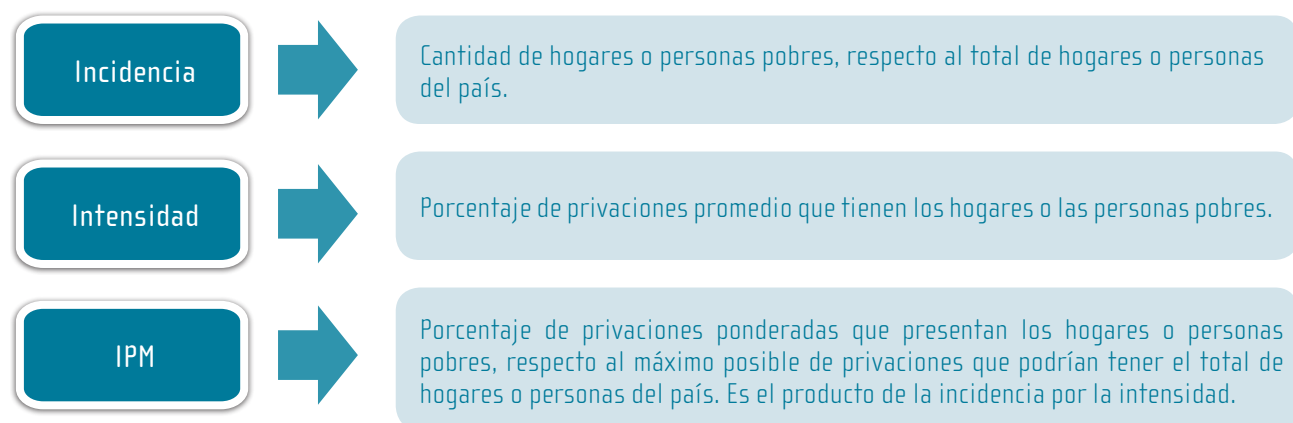 Incidencia
Cantidad de hogares o personas pobres, respecto al total de hogares o personas
del país.
Intensidad
Porcentaje de privaciones promedio que tienen los hogares o las personas pobres.
IPM
Porcentaje de privaciones ponderadas que presentan los hogares o personas
pobres, respecto al máximo posible de privaciones que podrían tener el total de
hogares o personas del país. Es el producto de la incidencia por la intensidad.